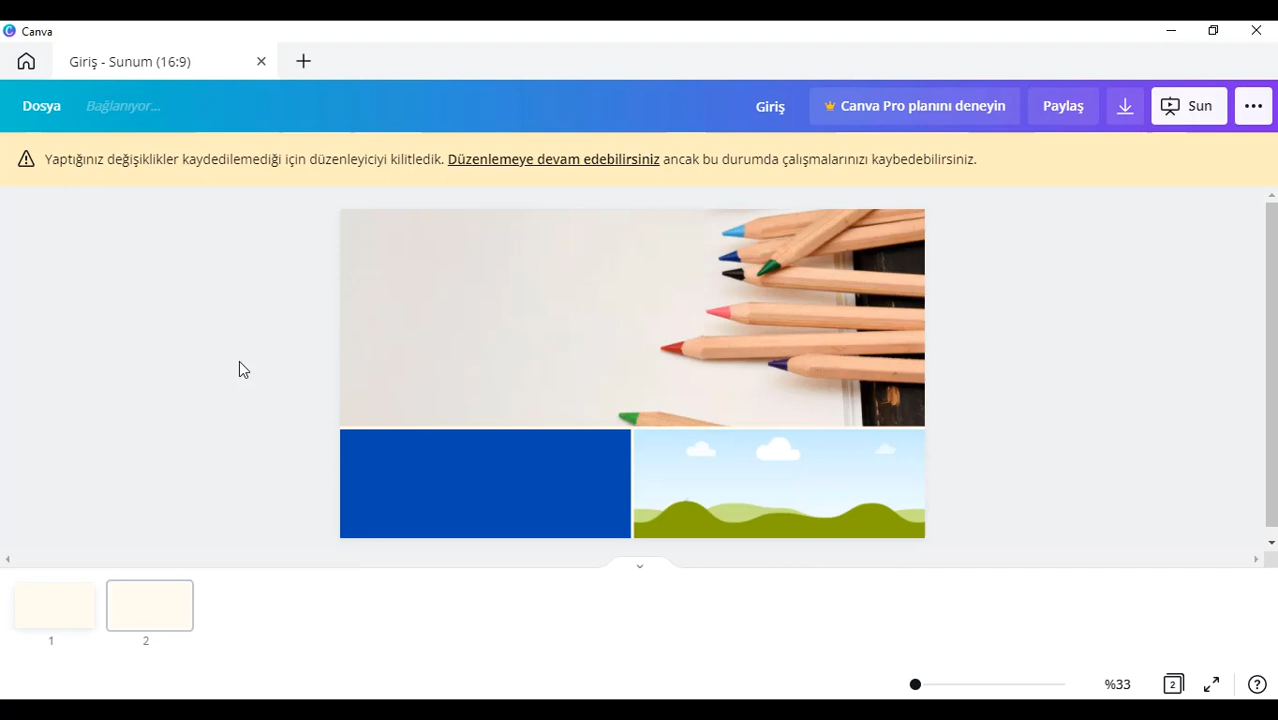 Canva
Giriş - Sunum (16:9)
Dosya
Bağlanıyor...
Giriş
Canva Pro planını deneyin
Paylaş
Sun
Yaptığınız değişiklikler kaydedilemediği için düzenleyiciyi kilitledik. Düzenlemeye devam edebilirsiniz ancak bu durumda çalışmalarınızı kaybedebilirsiniz.
1
2
%33
2